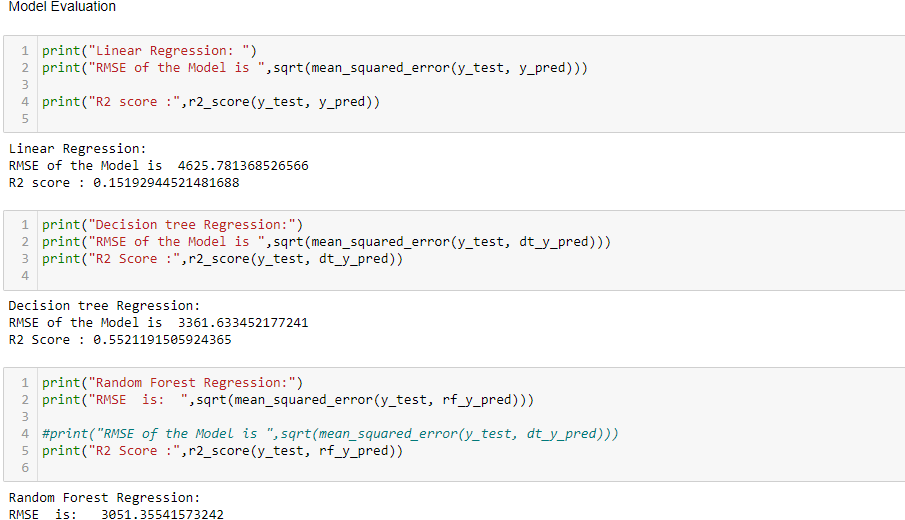 Model Evaluation
1 print("Linear Regression: ")
2 print("RMSE of the Model is ",sqrt(mean_squared_error(y_test, y_pred)))
3
4 print("R2 score :",r2_score(y_test, y_pred))
5
Linear Regression:
RMSE of the Model is  4625.781368526566
R2 score : 0.15192944521481688
1 print("Decision tree Regression:")
2 print("RMSE of the Model is ",sqrt(mean_squared_error(y_test, dt_y_pred)))
3 print("R2 Score :",r2_score(y_test, dt_y_pred))
4
Decision tree Regression:
RMSE of the Model is  3361.633452177241
R2 Score : 0.5521191505924365
1 print("Random Forest Regression:")
2 print("RMSE  is:  ",sqrt(mean_squared_error(y_test, rf_y_pred)))
3
4 #print("RMSE of the Model is ",sqrt(mean_squared_error(y_test, dt_y_pred)))
5 print("R2 Score :",r2_score(y_test, rf_y_pred))
6
Random Forest Regression:
RMSE  is:   3051.35541573242